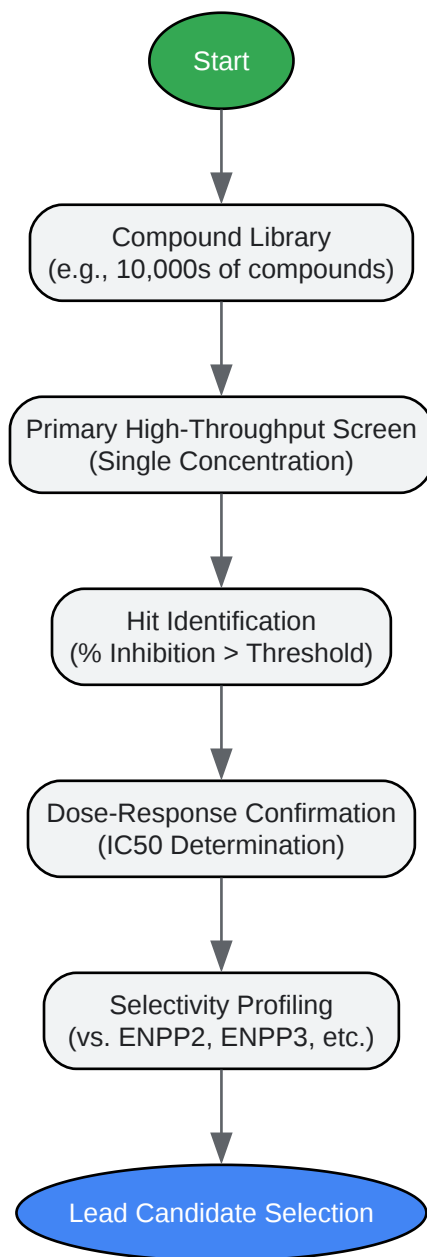 Start
Compound Library
(e.g., 10,000s of compounds)
Primary High-Throughput Screen
(Single Concentration)
Hit Identification
(% Inhibition > Threshold)
Dose-Response Confirmation
(IC50 Determination)
Selectivity Profiling
(vs. ENPP2, ENPP3, etc.)
Lead Candidate Selection